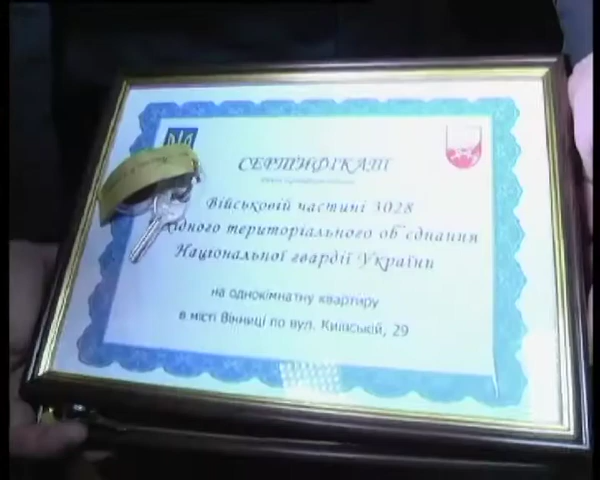 СЕРТИФІКАТ
Військовій частині 3028
територіального об'єднання
Національної гвардії України
на однокімнатну квартиру
в місті Вінниці по вул. Київській, 29